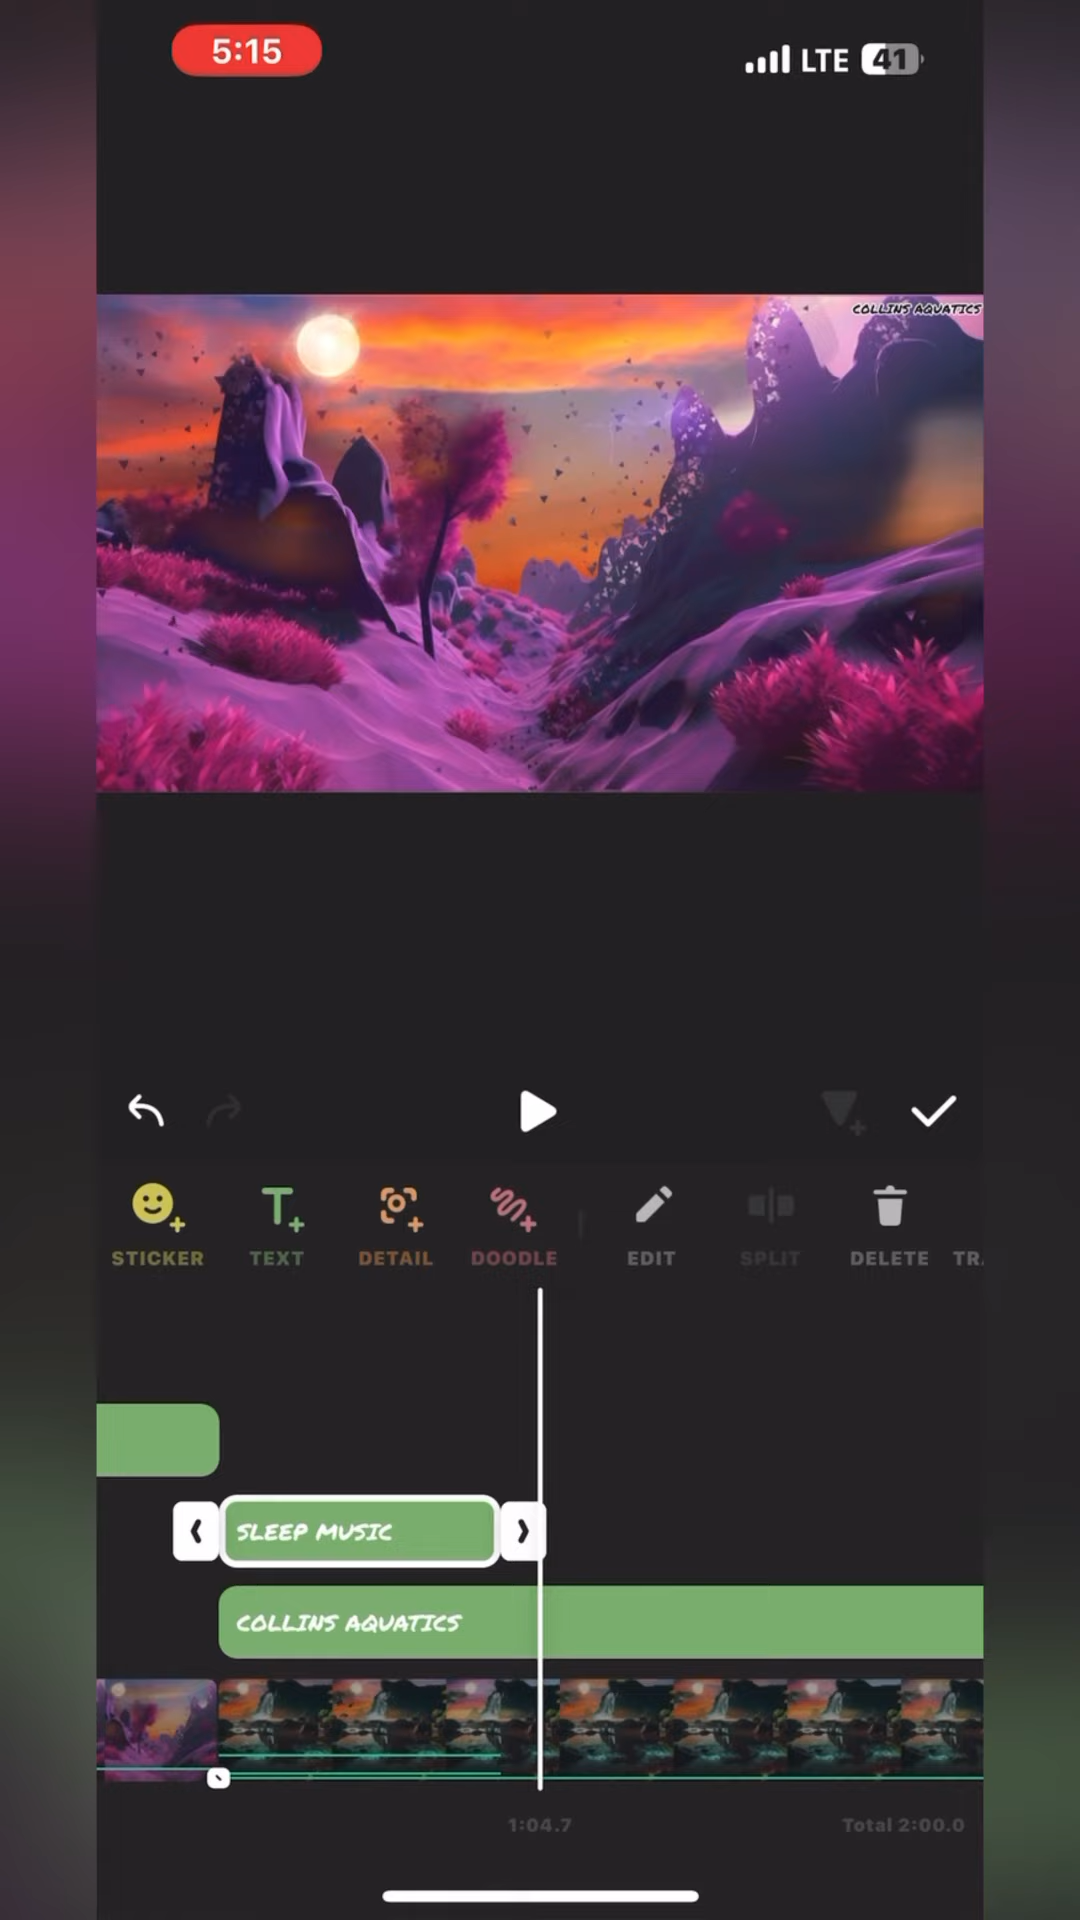 5:15
LTE 41
COLLINS AQUATICS
STICKER
TEXT
DETAIL
DOODLE
EDIT
SPLIT
DELETE
TRA
SLEEP MUSIC
COLLINS AQUATICS
1:04.7
Total 2:00.0